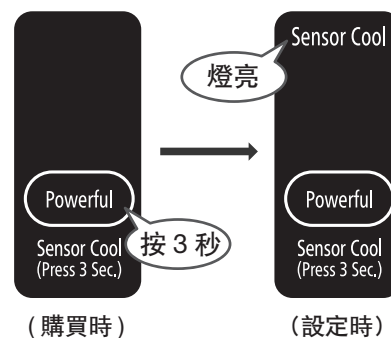 Powerful
Sensor Cool
(Press 3 Sec.)
按 3 秒
(購買時)
Sensor Cool
燈亮
Powerful
Sensor Cool
(Press 3 Sec.)
(設定時)